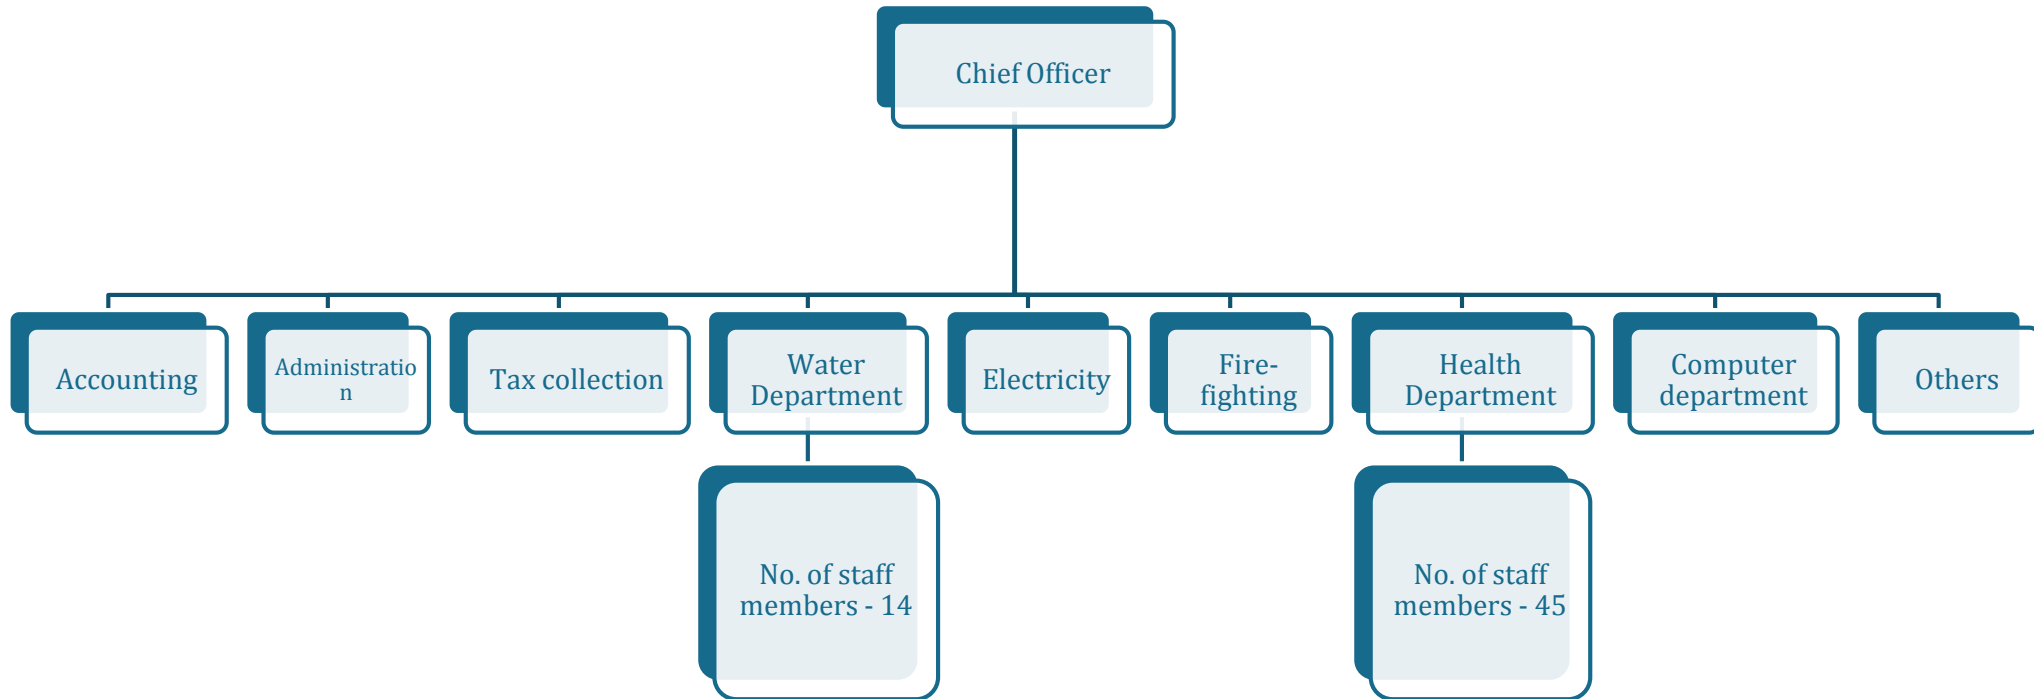 Chief Officer
Accounting
Administratio
n
Tax collection
Water
Department
Electricity
Fire-
fighting
Health
Department
Computer
department
Others
No. of staff
members - 14
No. of staff
members - 45